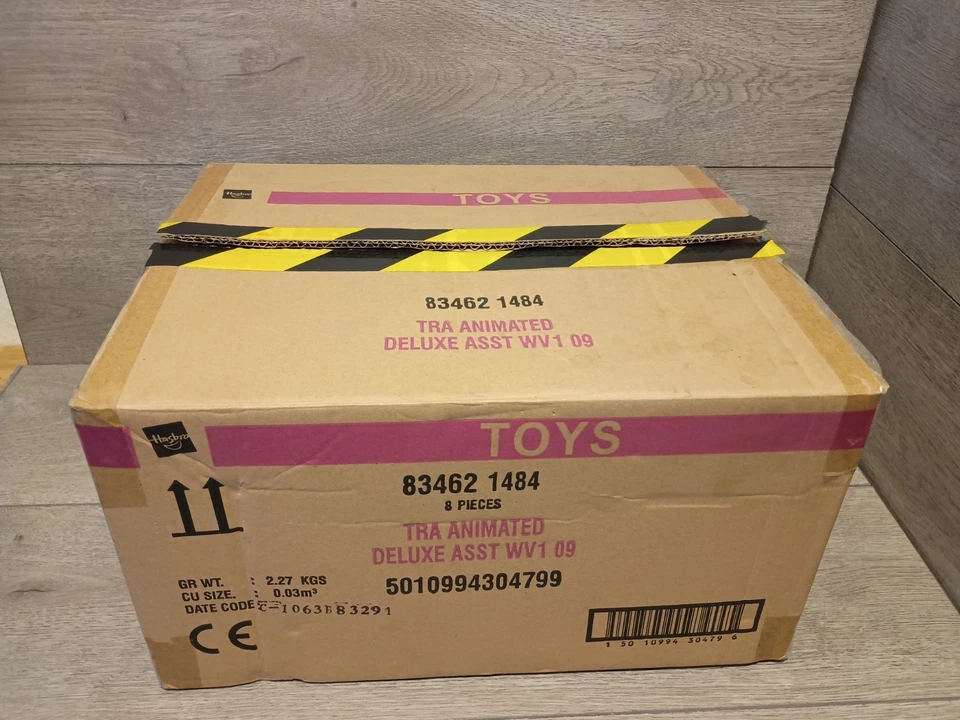 Hasbro
TOYS
83462 1484
TRA ANIMATED
DELUXE ASST WV1 09
Hasbro
TOYS
83462 1484
8 PIECES
TRA ANIMATED
DELUXE ASST WV1 09
5010994304799
GR WT. : 2.27 KGS
CU SIZE. : 0.03m³
DATE CODE 1063B83291
CE
1 50 10994 30479 6